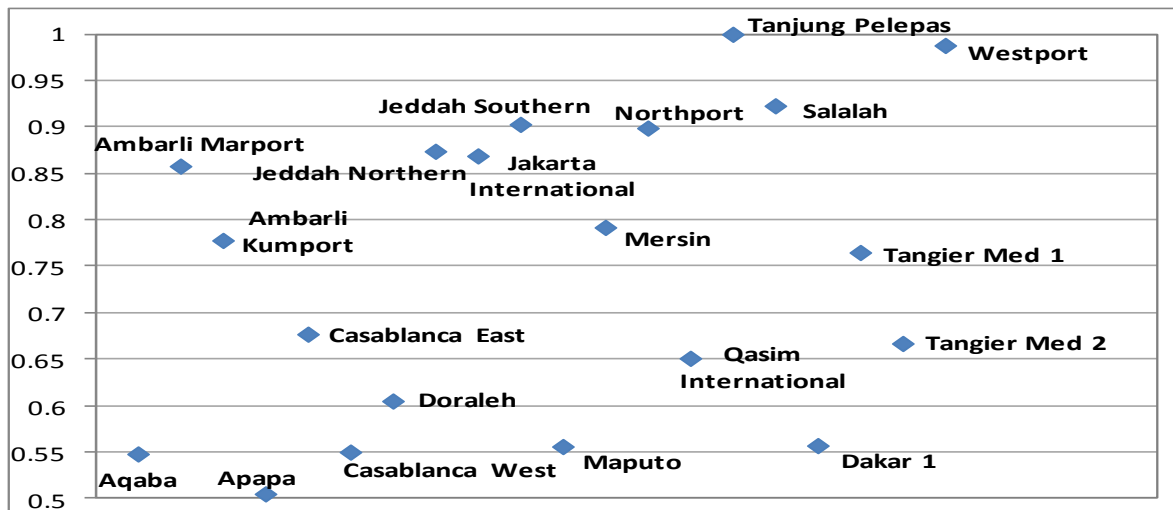 1
0.95
0.9
0.85
0.8
0.75
0.7
0.65
0.6
0.55
0.5
Tanjung Pelepas
Westport
Jeddah Southern
Northport
Salalah
Ambarli Marport
Jeddah Northern
Jakarta
International
Ambarli
Kumport
Mersin
Tangier Med 1
Casablanca East
Tangier Med 2
Qasim
International
Doraleh
Aqaba
Apapa
Casablanca West
Maputo
Dakar 1